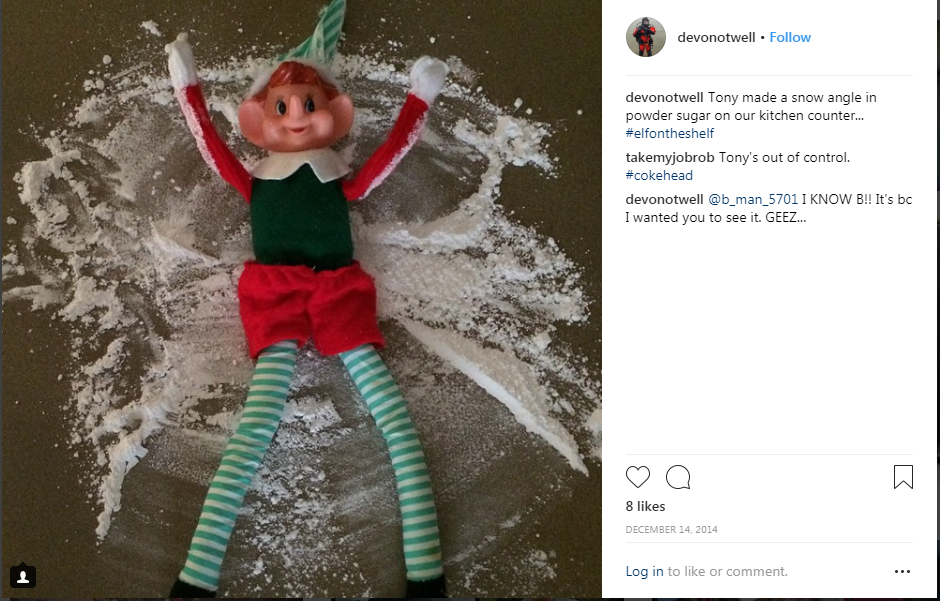 devonotwell • Follow
devonotwell Tony made a snow angle in
powder sugar on our kitchen counter...
#elfontheshelf
takemyjobrob Tony's out of control.
#cokehead
devonotwell @b_man_5701 I KNOW B!! It's bc
I wanted you to see it. GEEZ...
8 likes
DECEMBER 14, 2014
Log in to like or comment.